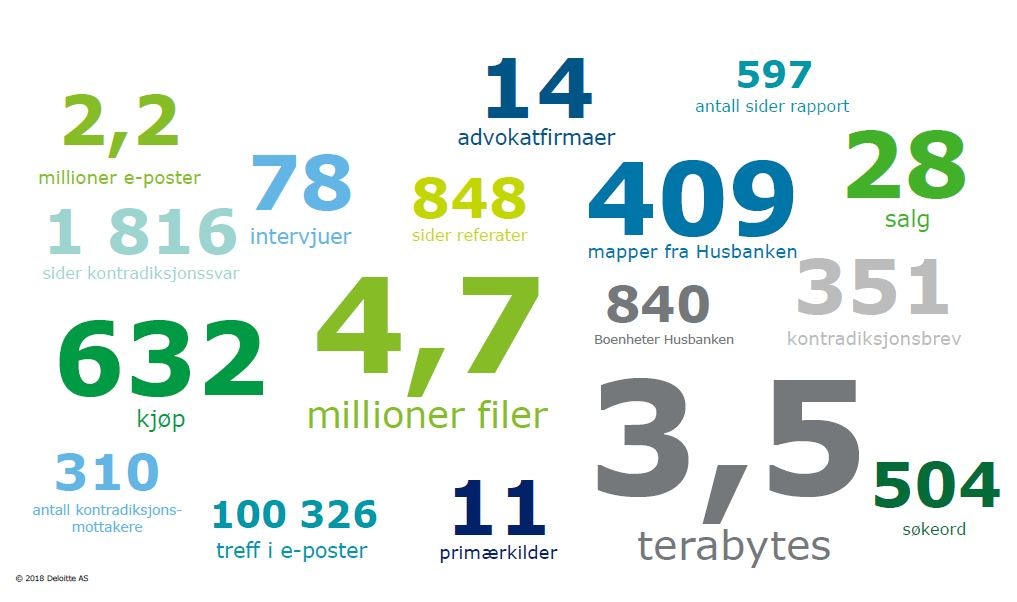 2,2
millioner e-poster
78
intervjuer
14
advokatfirmaer
597
antall sider rapport
1 816
sider kontradiksjonssvar
848
sider referater
409
mapper fra Husbanken
28
salg
632
kjøp
4,7
millioner filer
840
Boenheter Husbanken
351
kontradiksjonsbrev
310
antall kontradiksjons-
mottakere
100 326
treff i e-poster
11
primærkilder
3,5
terabytes
504
søkeord
© 2018 Deloitte AS